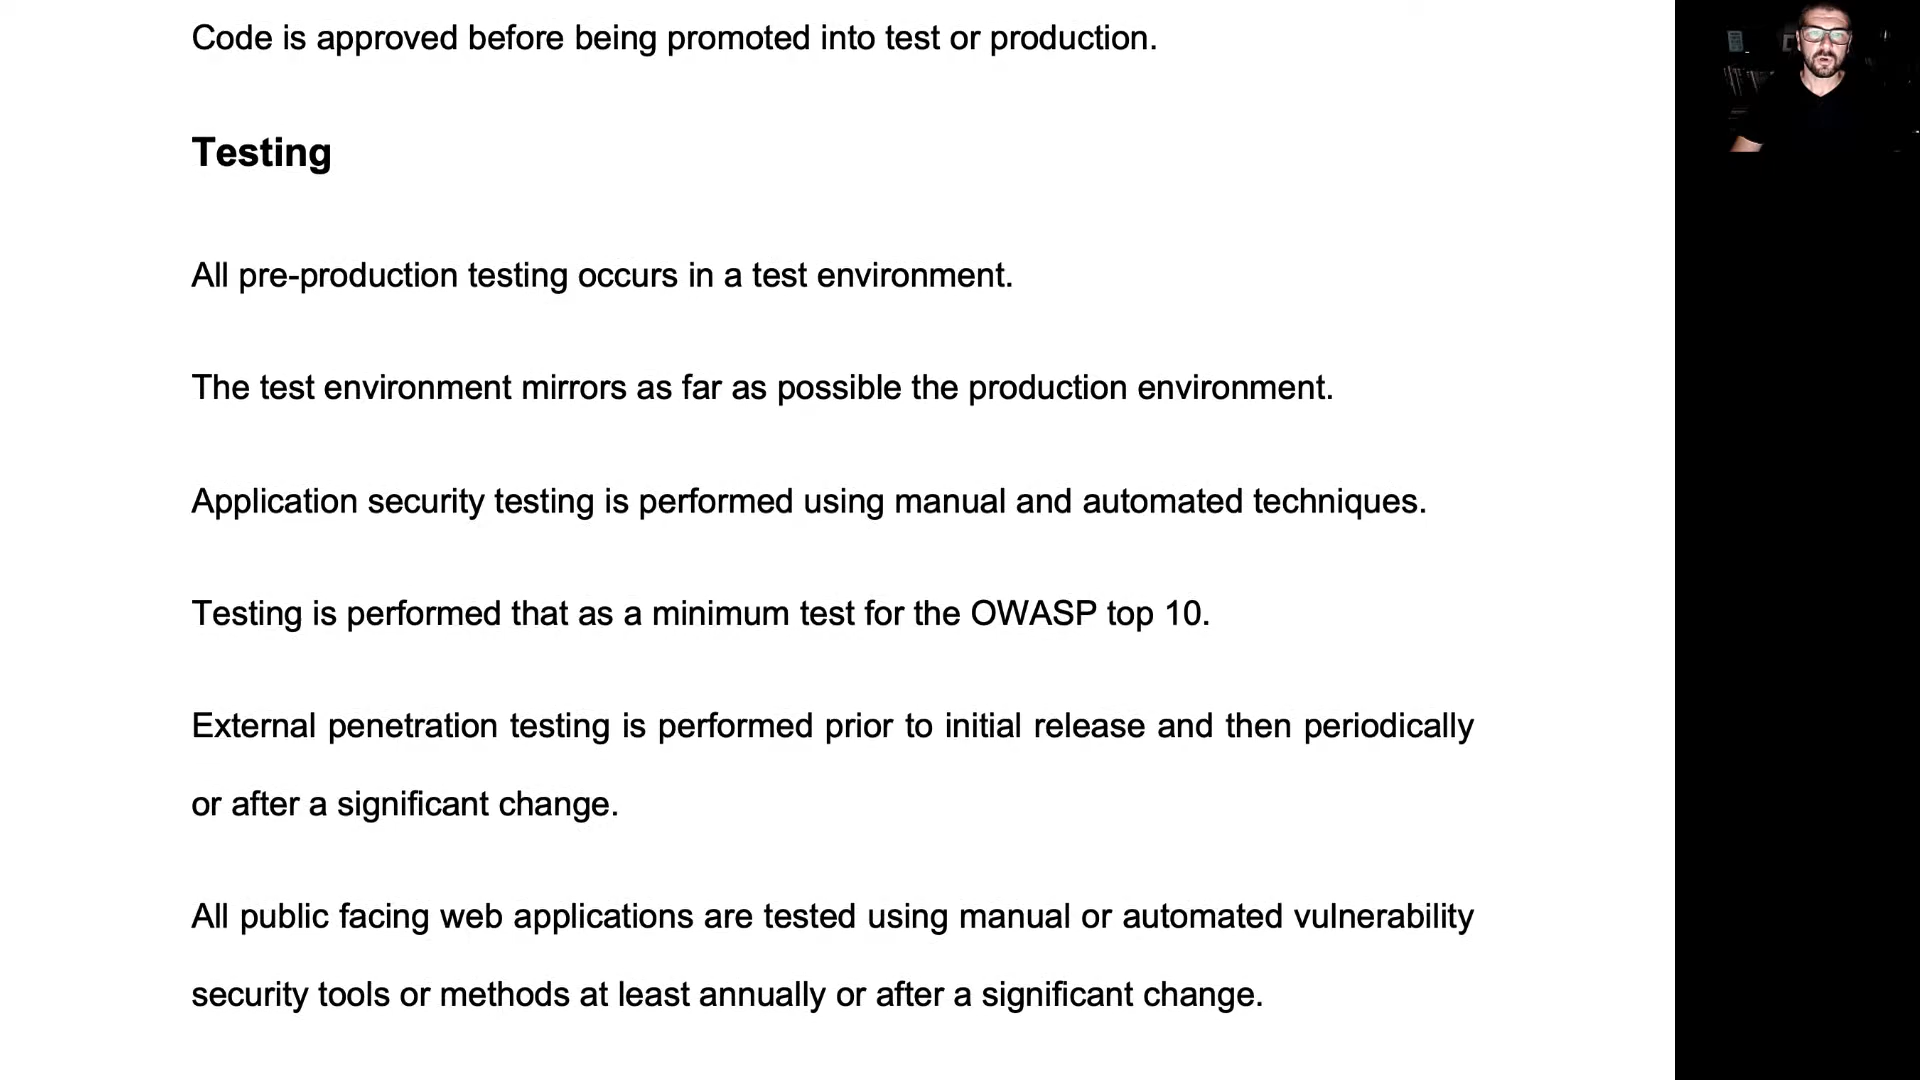 Code is approved before being promoted into test or production.
Testing
All pre-production testing occurs in a test environment.
The test environment mirrors as far as possible the production environment.
Application security testing is performed using manual and automated techniques.
Testing is performed that as a minimum test for the OWASP top 10.
External penetration testing is performed prior to initial release and then periodically
or after a significant change.
All public facing web applications are tested using manual or automated vulnerability
security tools or methods at least annually or after a significant change.